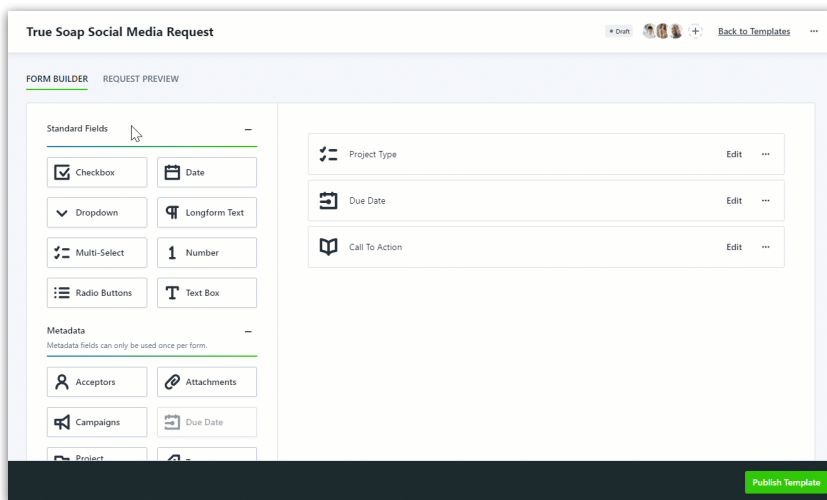 True Soap Social Media Request
Draft
Back to Templates
FORM BUILDER REQUEST PREVIEW
Standard Fields
Checkbox Date
Dropdown Longform Text
Multi-Select 1 Number
Radio Buttons Text Box
Metadata
Metadata fields can only be used once per form.
Acceptors Attachments
Campaigns Due Date
Project
Project Type Edit
Due Date Edit
Call To Action Edit
Publish Template